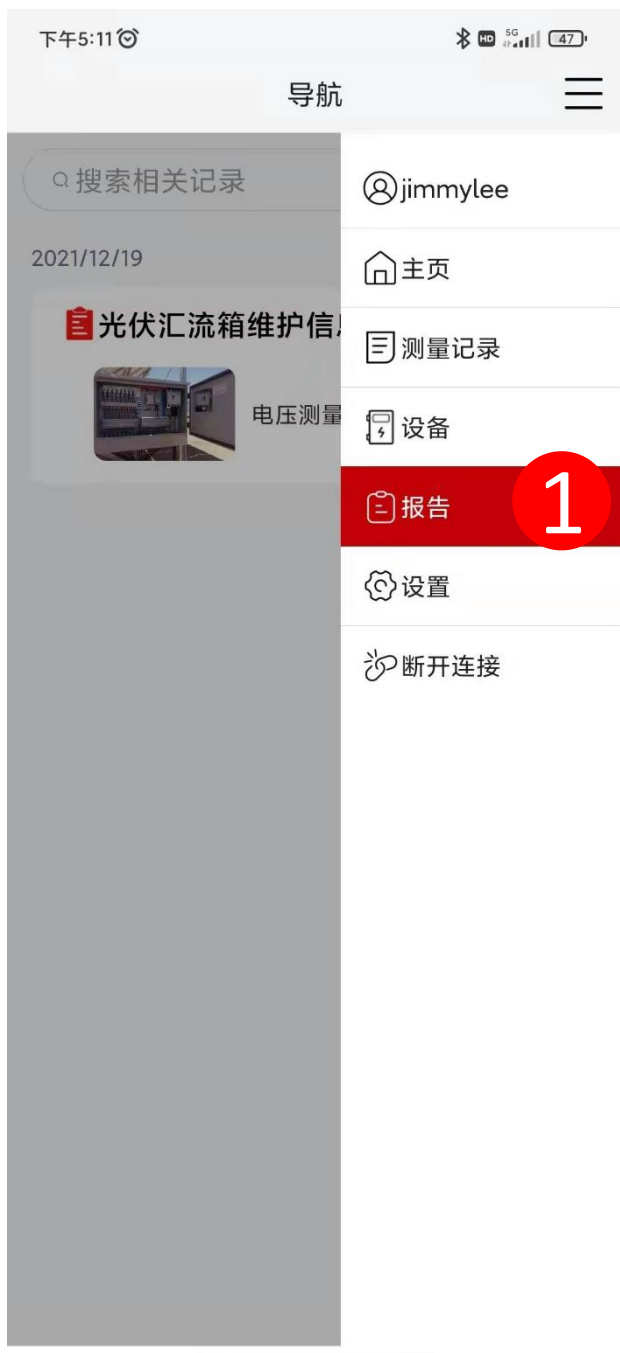 下午5:11
HD 5G 47
导航
搜索相关记录
2021/12/19
光伏汇流箱维护信
电压测量
jimmylee
主页
测量记录
设备
报告
1
设置
断开连接